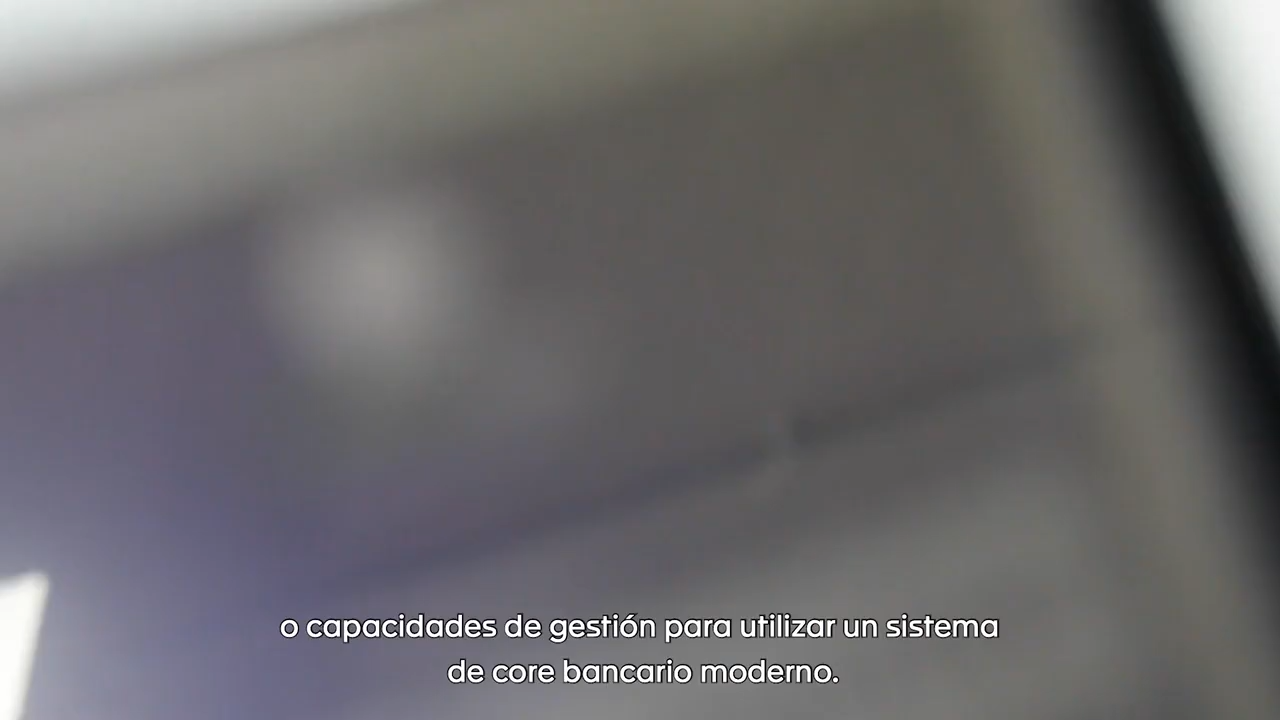 o capacidades de gestión para utilizar un sistema
de core bancario moderno.